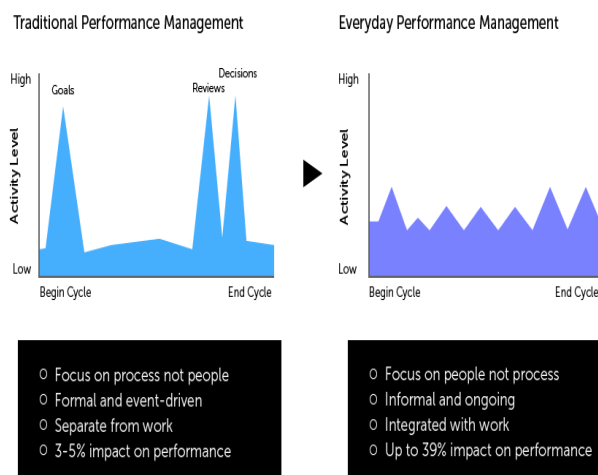 Traditional Performance Management
High
Goals
Reviews
Decisions
Activity Level
Low
Begin Cycle
End Cycle
Focus on process not people
Formal and event-driven
Separate from work
3-5% impact on performance
Everyday Performance Management
High
Activity Level
Low
Begin Cycle
End Cycle
Focus on people not process
Informal and ongoing
Integrated with work
Up to 39% impact on performance